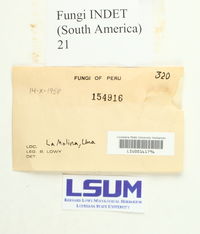 Fungi INDET
(South America)
21
FUNGI OF PERU
320
14-X-1958
154916
LOC. La Molina, Lima
LEG. B. LOWY
DET
LSUM
BERNARD LOWY MYCOLOGICAL HERBARIUM
LOUISIANA STATE UNIVERSITY